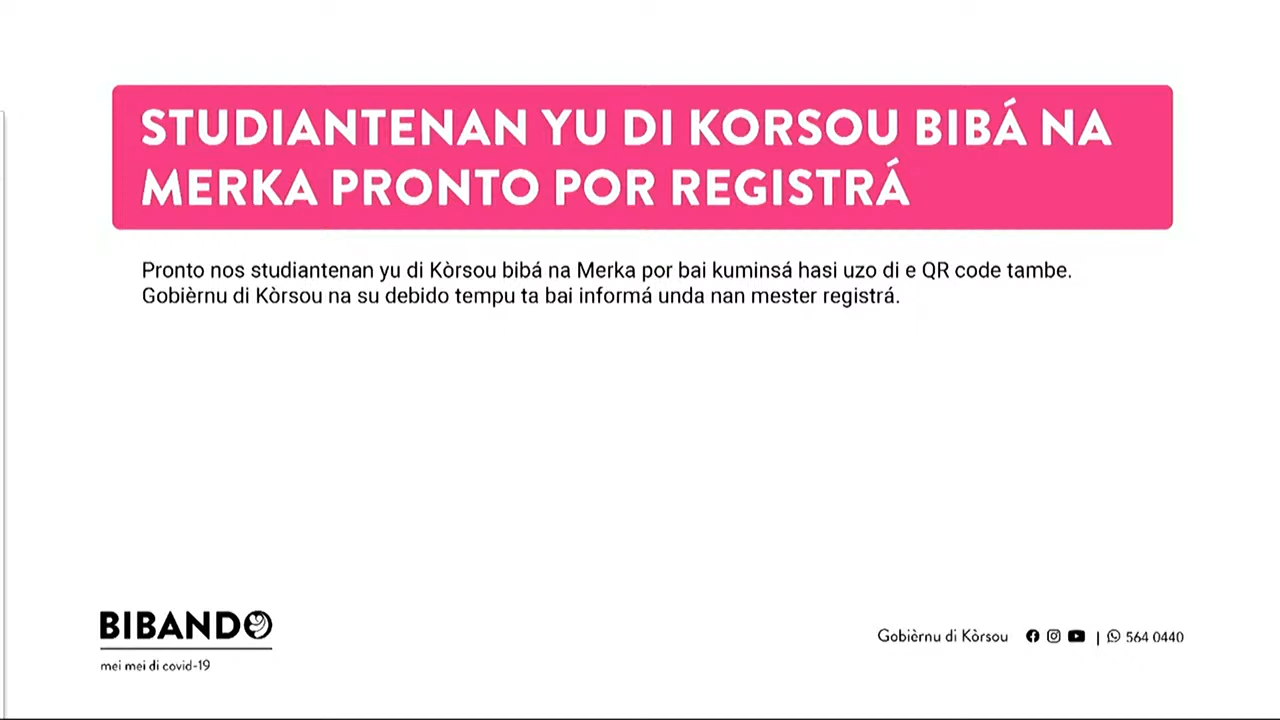 STUDIANTENAN YU DI KORSOU BIBÁ NA
MERKA PRONTO POR REGISTRÁ
Pronto nos studiantenan yu di Kòrsou bibá na Merka por bai kuminsá hasi uzo di e QR code tambe.
Gobièrnu di Kòrsou na su debido tempu ta bai informá unda nan mester registrá.
BIBANDO
mei mei di covid-19
Gobièrnu di Kòrsou | 564 0440